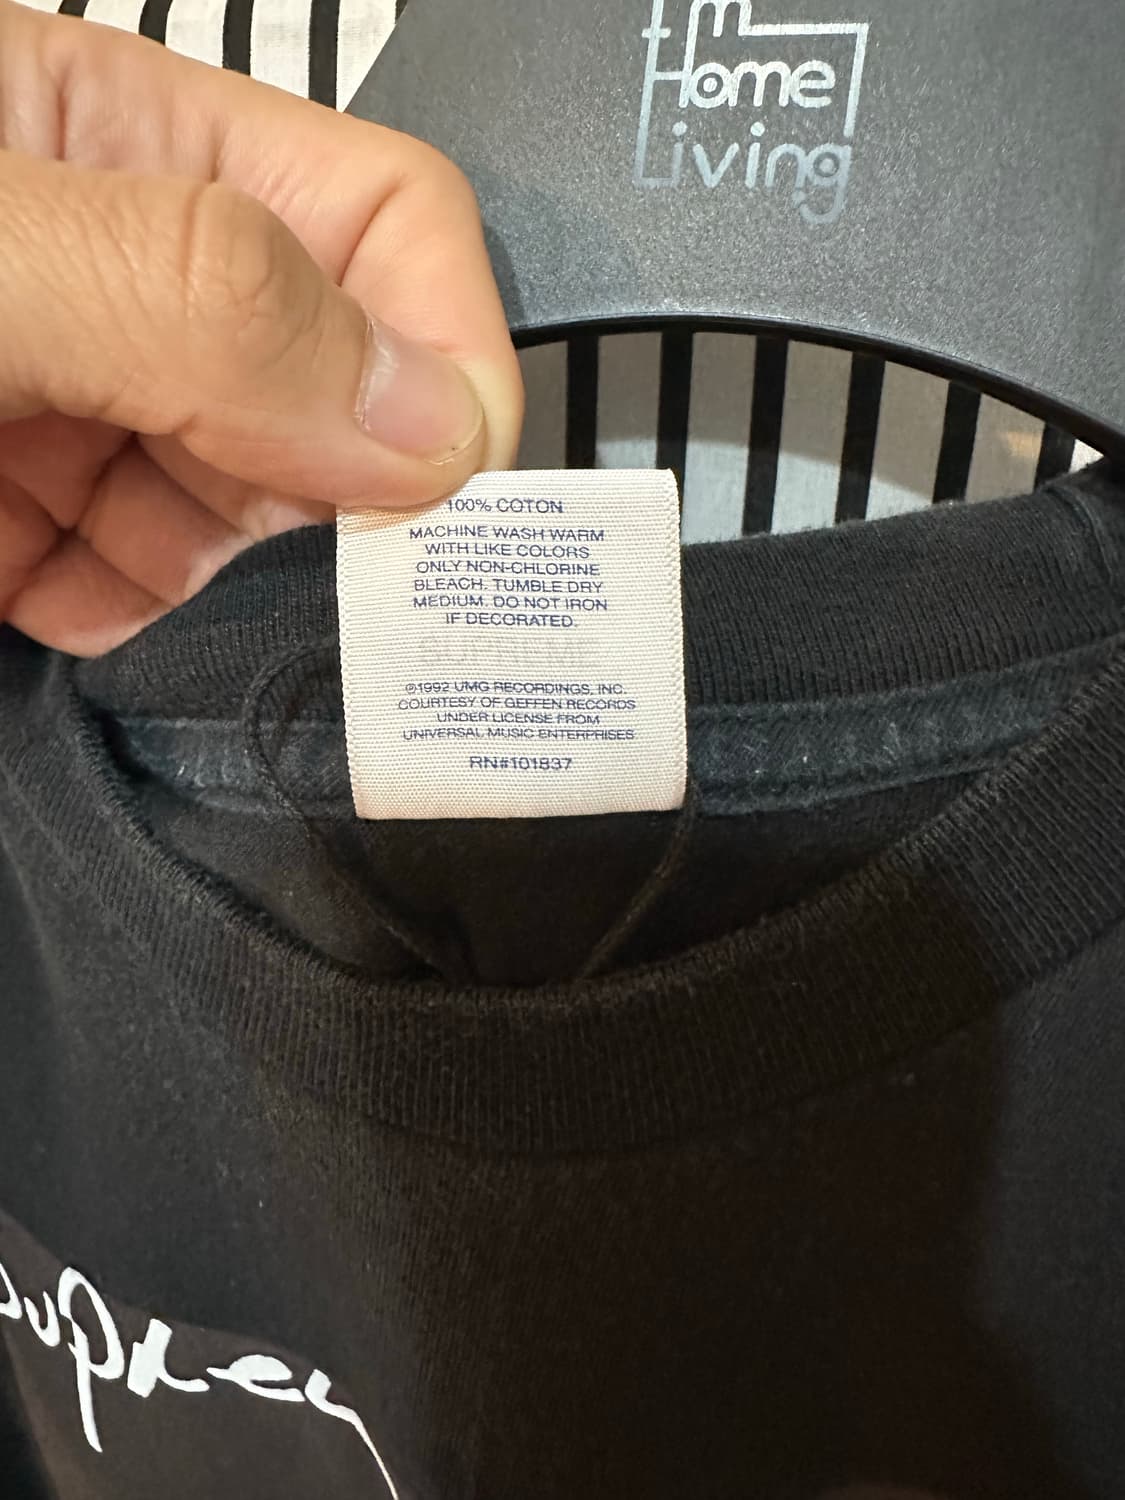 m
Home
Living
100% COTON
MACHINE WASH WARM
WITH LIKE COLORS
ONLY NON-CHLORINE
BLEACH. TUMBLE DRY
MEDIUM. DO NOT IRON
IF DECORATED.
©1992 UMG RECORDINGS, INC.
COURTESY OF GEFFEN RECORDS
UNDER LICENSE FROM
UNIVERSAL MUSIC ENTERPRISES
RN#101837